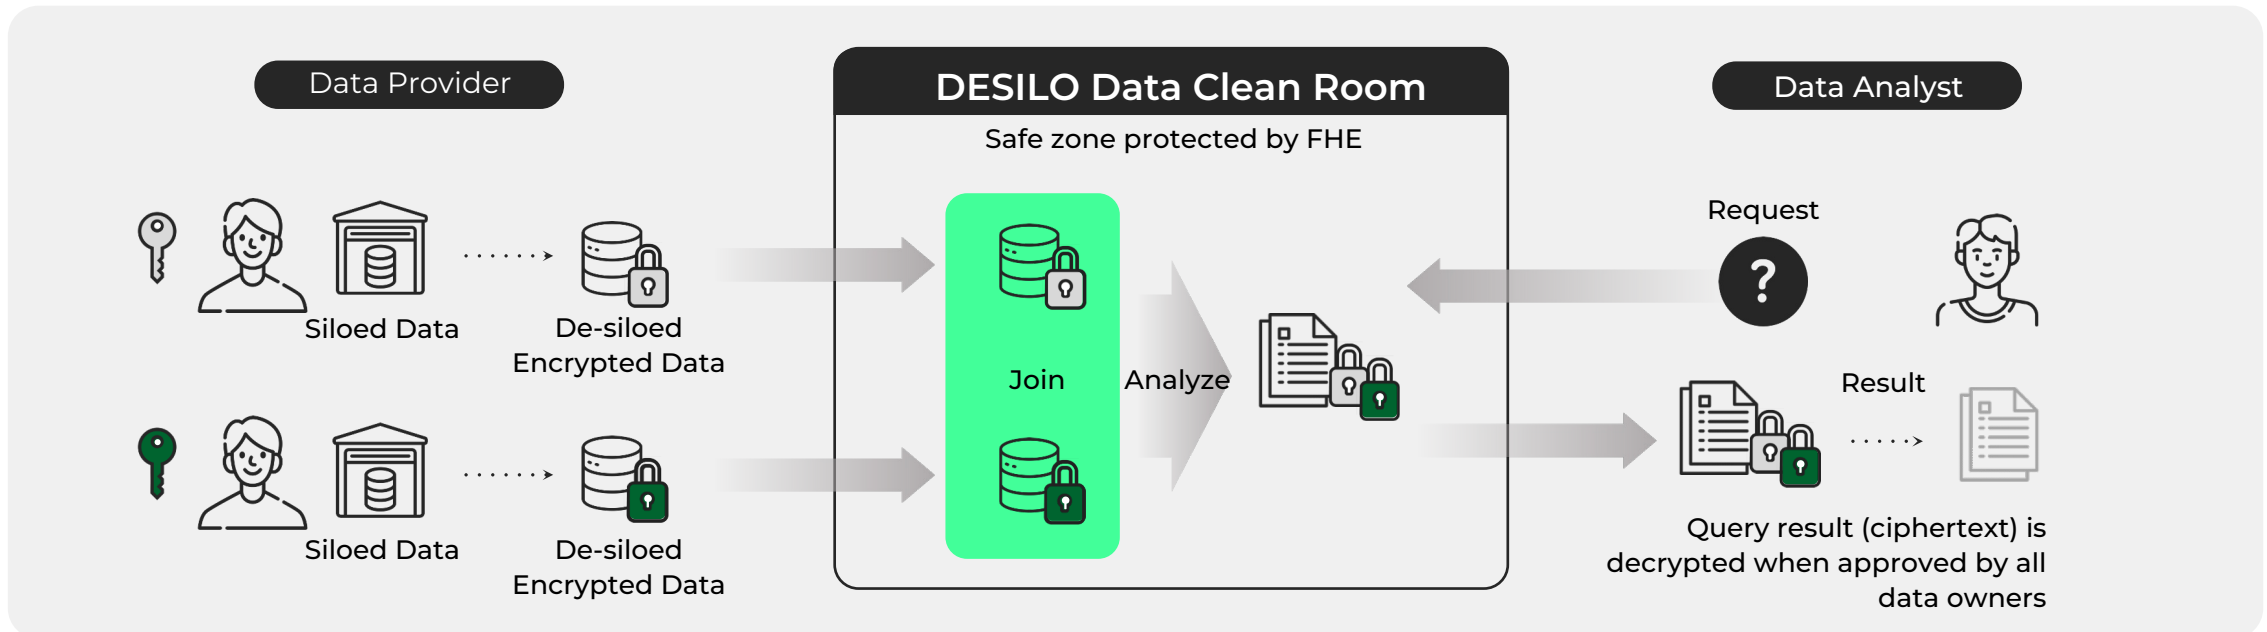 Data Provider
DESILO Data Clean Room
Data Analyst
Safe zone protected by FHE
Siloed Data
De-siloed
Encrypted Data
Siloed Data
De-siloed
Encrypted Data
Join
Analyze
Request
?
Result
Query result (ciphertext) is
decrypted when approved by all
data owners